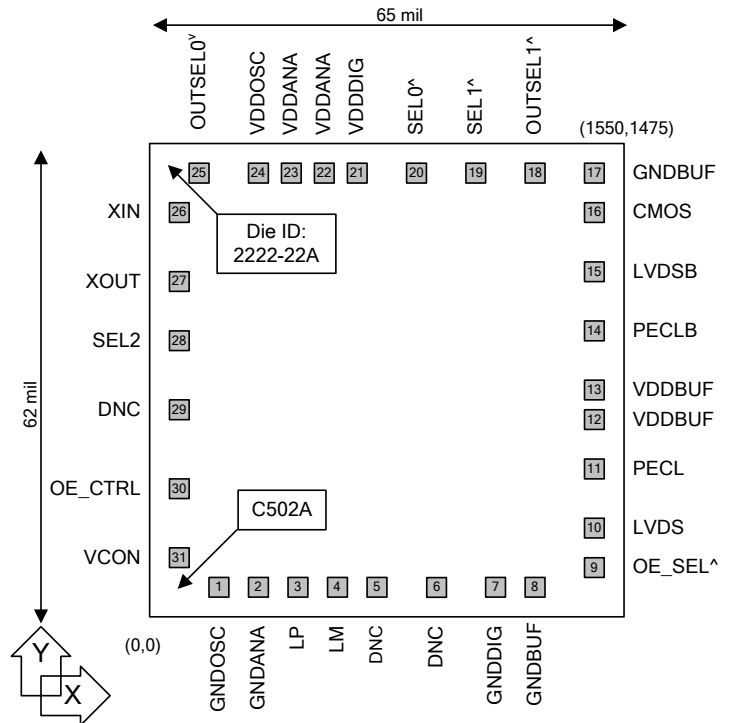 65 mil
OUTSEL0˅
VDDOSC
VDDANA
VDDANA
VDDDIG
SEL0^
SEL1^
OUTSEL1^
(1550,1475)
25
24
23
22
21
20
19
18
17
GNDBUF
XIN
26
Die ID:
2222-22A
16
CMOS
XOUT
27
15
LVDSB
SEL2
28
14
PECLB
62 mil
DNC
29
13
VDDBUF
12
VDDBUF
OE_CTRL
30
C502A
11
PECL
10
LVDS
VCON
31
9
OE_SEL^
1
2
3
4
5
6
7
8
(0,0)
GNDOSC
GNDANA
LP
LM
DNC
DNC
GNDDIG
GNDBUF
Y
X